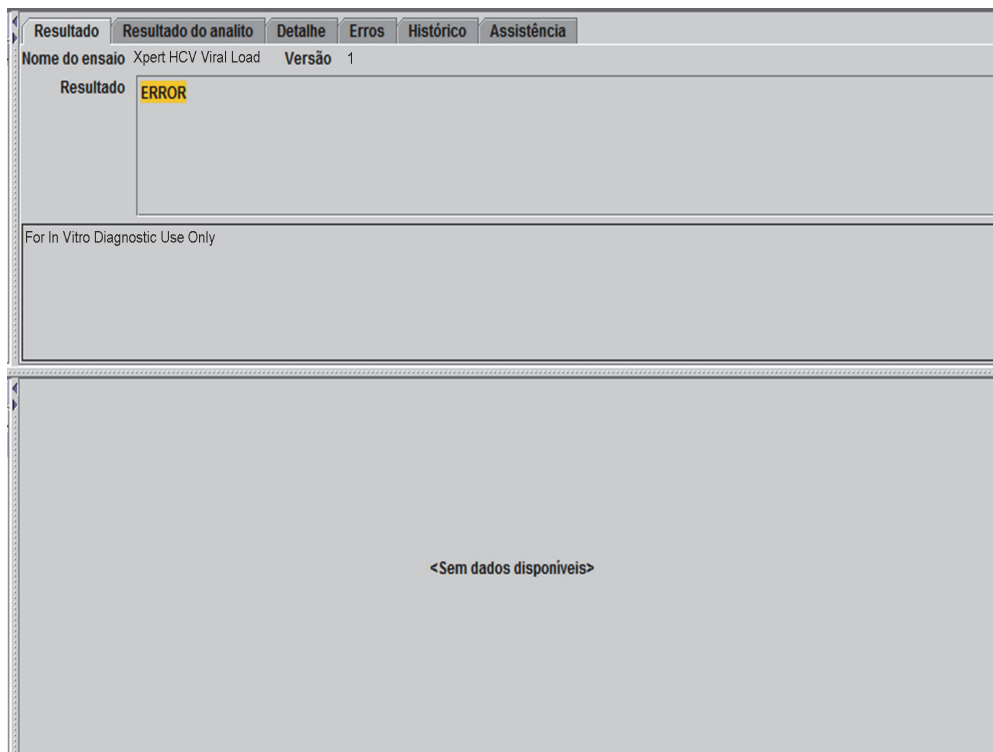 Resultado Resultado do analito Detalhe Erros Histórico Assistência
Nome do ensaio Xpert HCV Viral Load Versão 1
Resultado ERROR
For In Vitro Diagnostic Use Only
<Sem dados disponíveis>